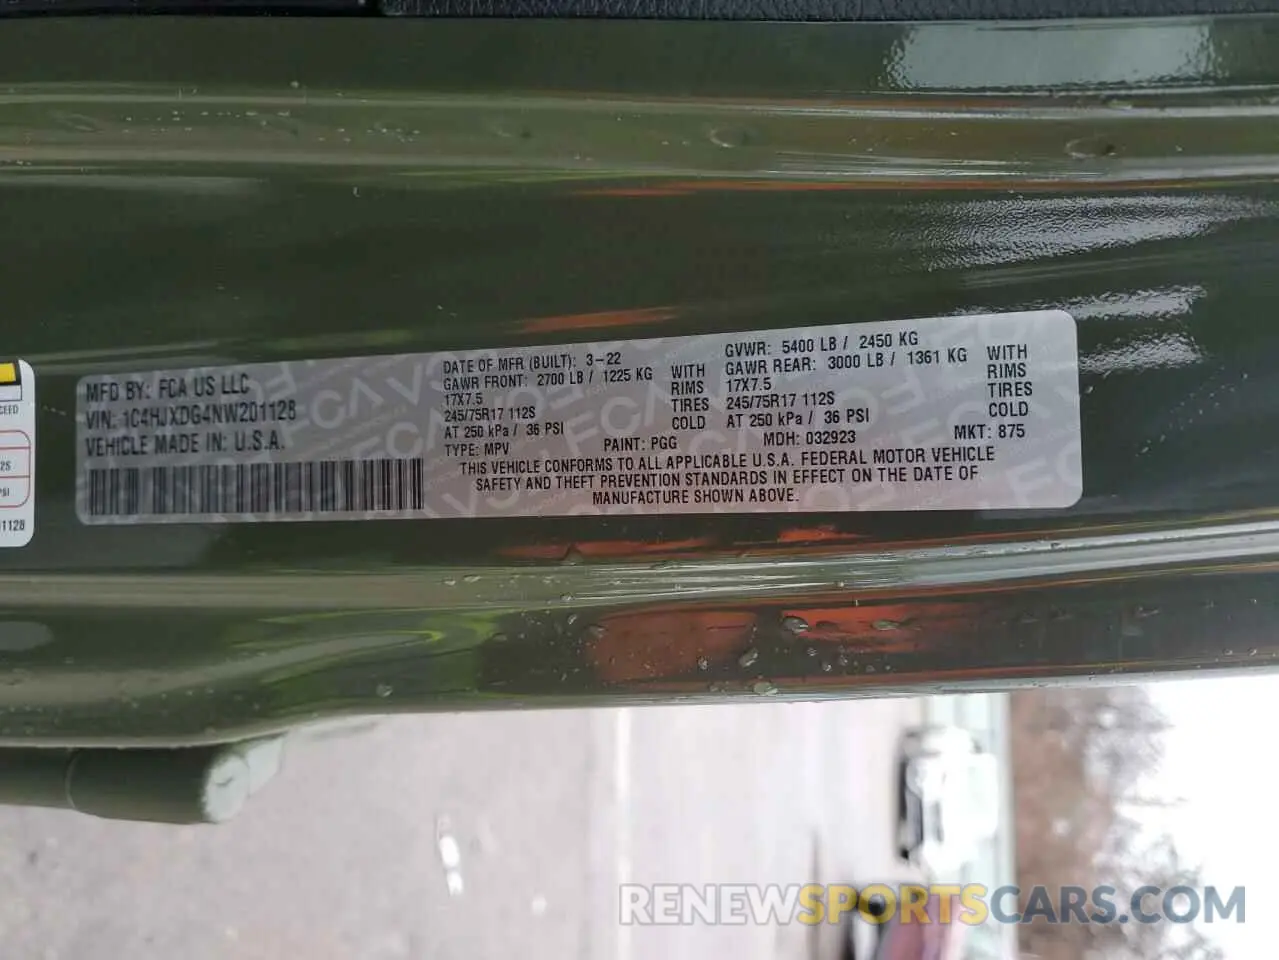 MFD BY: FCA US LLC
VIN: 1C4HJXDG4NW201128
VEHICLE MADE IN: U.S.A.
DATE OF MFR (BUILT): 3-22
GAWR FRONT: 2700 LB / 1225 KG WITH
17X7.5 RIMS
245/75R17 112S TIRES
AT 250 kPa / 36 PSI COLD
GVWR: 5400 LB / 2450 KG
GAWR REAR: 3000 LB / 1361 KG WITH
17X7.5 RIMS
245/75R17 112S TIRES
AT 250 kPa / 36 PSI COLD
TYPE: MPV PAINT: PGG MDH: 032923 MKT: 875
THIS VEHICLE CONFORMS TO ALL APPLICABLE U.S.A. FEDERAL MOTOR VEHICLE
SAFETY AND THEFT PREVENTION STANDARDS IN EFFECT ON THE DATE OF
MANUFACTURE SHOWN ABOVE.
RENEWSPORTSCARS.COM